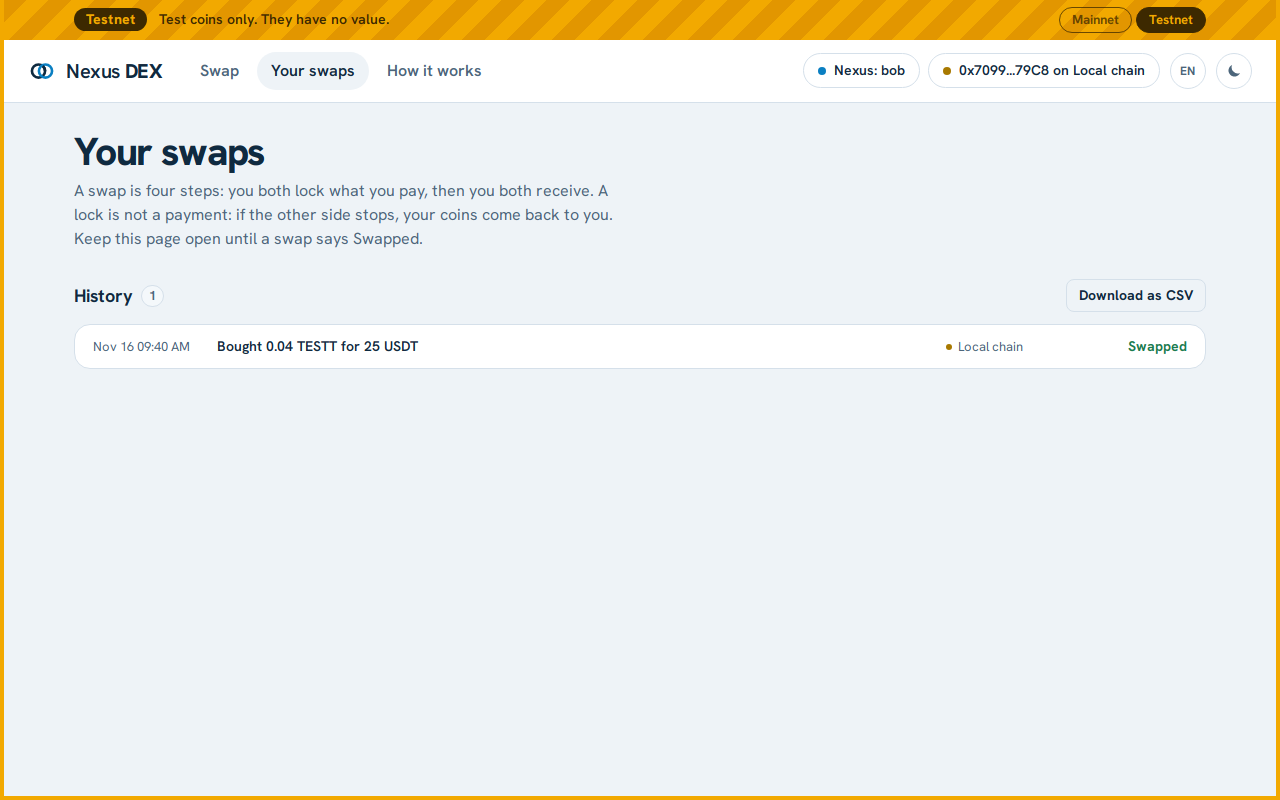 Testnet Test coins only. They have no value. Mainnet Testnet
Nexus DEX Swap Your swaps How it works Nexus: bob 0x7099...79C8 on Local chain EN
Your swaps
A swap is four steps: you both lock what you pay, then you both receive. A
lock is not a payment: if the other side stops, your coins come back to you.
Keep this page open until a swap says Swapped.
History 1 Download as CSV
Nov 16 09:40 AM Bought 0.04 TESTT for 25 USDT Local chain Swapped